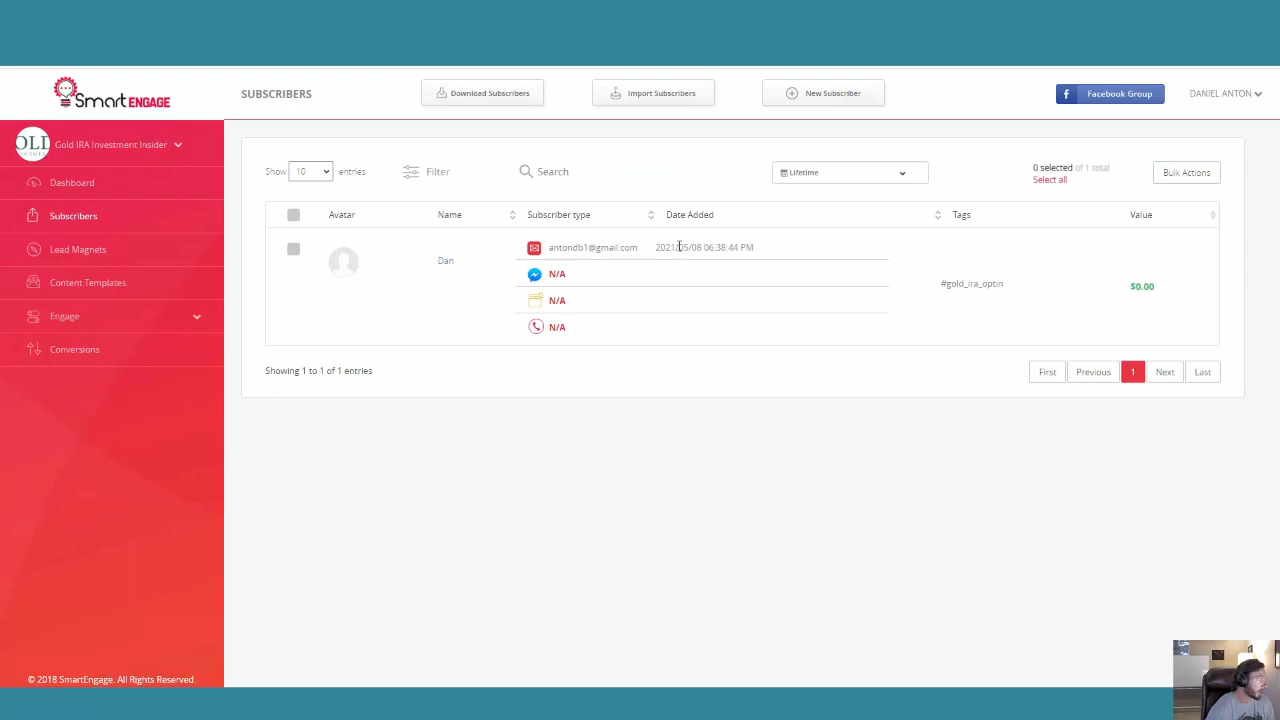 Smart ENGAGE
SUBSCRIBERS
Download Subscribers
Import Subscribers
New Subscriber
f Facebook Group
DANIEL ANTON
OLD
Gold IRA Investment Insider
Dashboard
Subscribers
Lead Magnets
Content Templates
Engage
Conversions
© 2018 SmartEngage. All Rights Reserved.
Show 10 entries
Filter
Search
Lifetime
0 selected of 1 total
Select all
Bulk Actions
Avatar Name Subscriber type Date Added Tags Value
antondb1@gmail.com 2021/05/08 06:38:44 PM
Dan
N/A
N/A
N/A
#gold_ira_optin
$0.00
Showing 1 to 1 of 1 entries
First Previous 1 Next Last